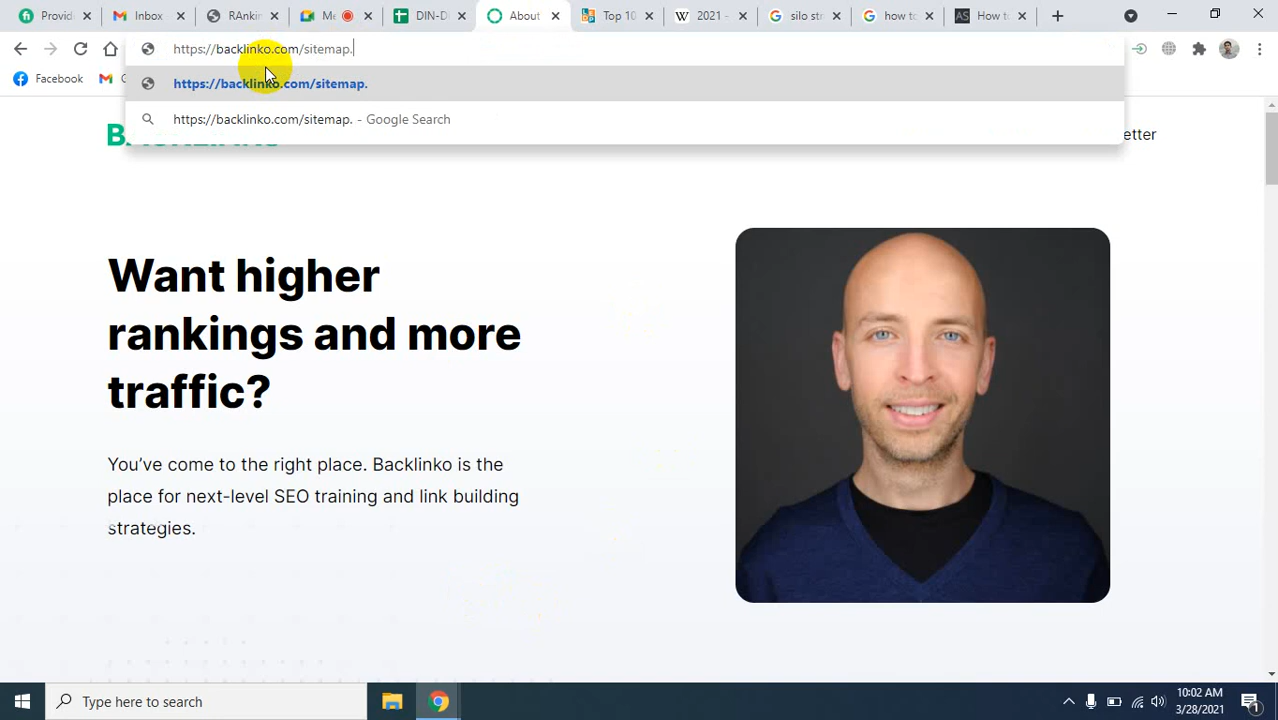 Provid
Inbox
RAnki
Me
DIN-D
About
Top 10
2021 -
silo str
how to
How to
https://backlinko.com/sitemap.
Facebook
https://backlinko.com/sitemap.
https://backlinko.com/sitemap. - Google Search
etter
Want higher
rankings and more
traffic?
You've come to the right place. Backlinko is the
place for next-level SEO training and link building
strategies.
Type here to search
10:02 AM
3/28/2021
1